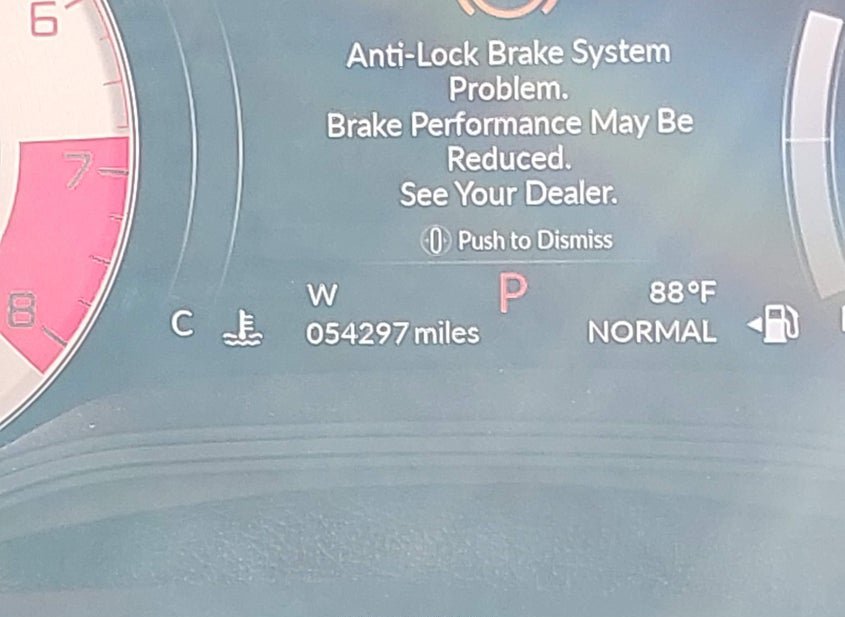 6
Anti-Lock Brake System
Problem.
Brake Performance May Be
Reduced.
See Your Dealer.
Push to Dismiss
7
8
W P 88°F
C 054297 miles NORMAL